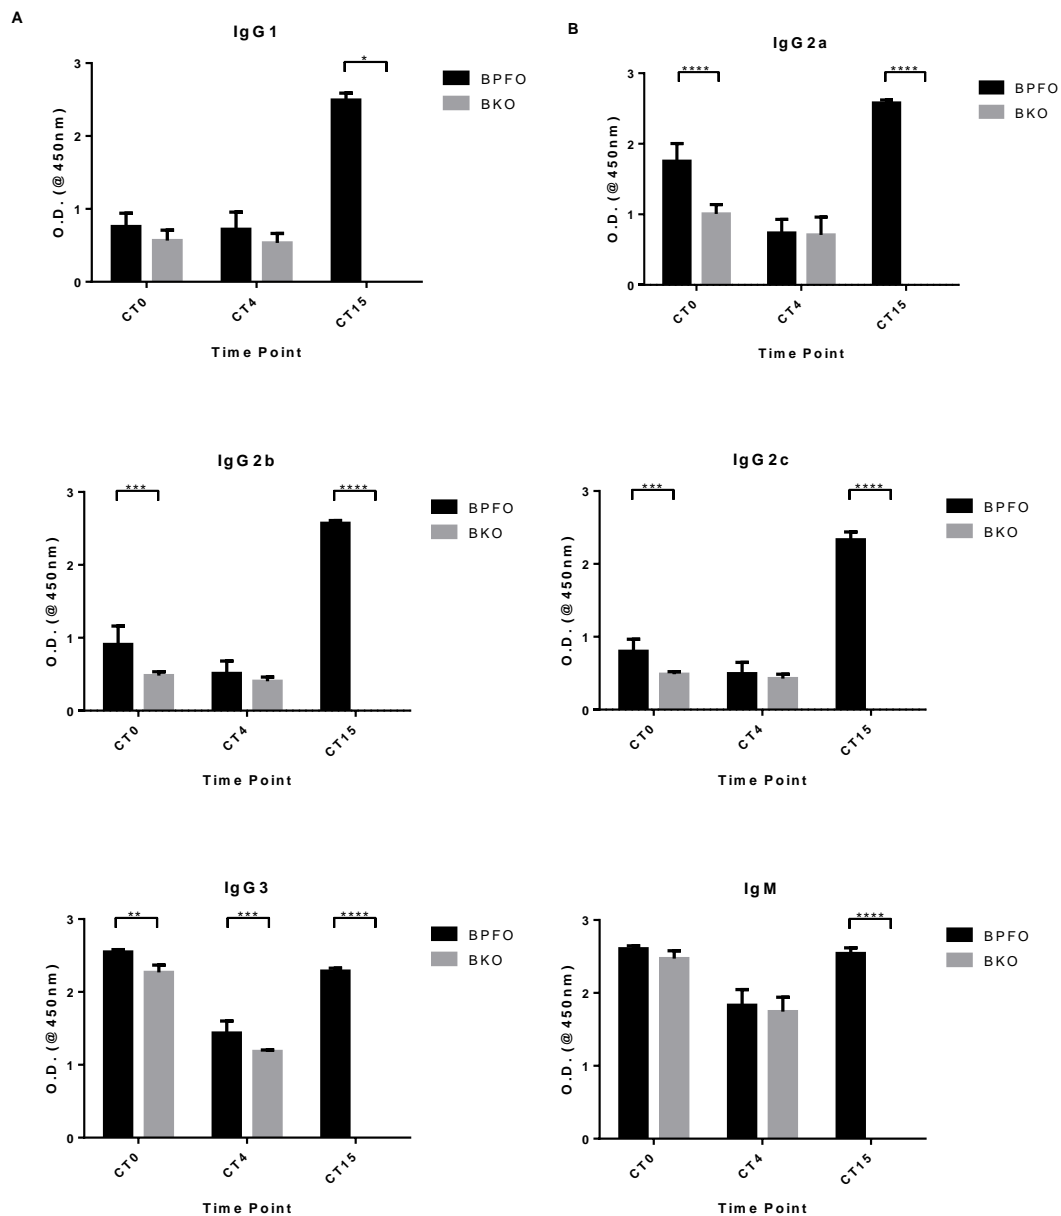 A
IgG1
*
BPFO
BKO
3
2
1
0
O.D. (@450nm)
CT0
CT4
CT15
Time Point
B
IgG2a
****
****
BPFO
BKO
3
2
1
0
O.D. (@450nm)
CT0
CT4
CT15
Time Point
IgG2b
***
****
BPFO
BKO
3
2
1
0
O.D. (@450nm)
CT0
CT4
CT15
Time Point
IgG2c
***
****
BPFO
BKO
3
2
1
0
O.D. (@450nm)
CT0
CT4
CT15
Time Point
IgG3
**
***
****
BPFO
BKO
3
2
1
0
O.D. (@450nm)
CT0
CT4
CT15
Time Point
IgM
****
BPFO
BKO
3
2
1
0
O.D. (@450nm)
CT0
CT4
CT15
Time Point